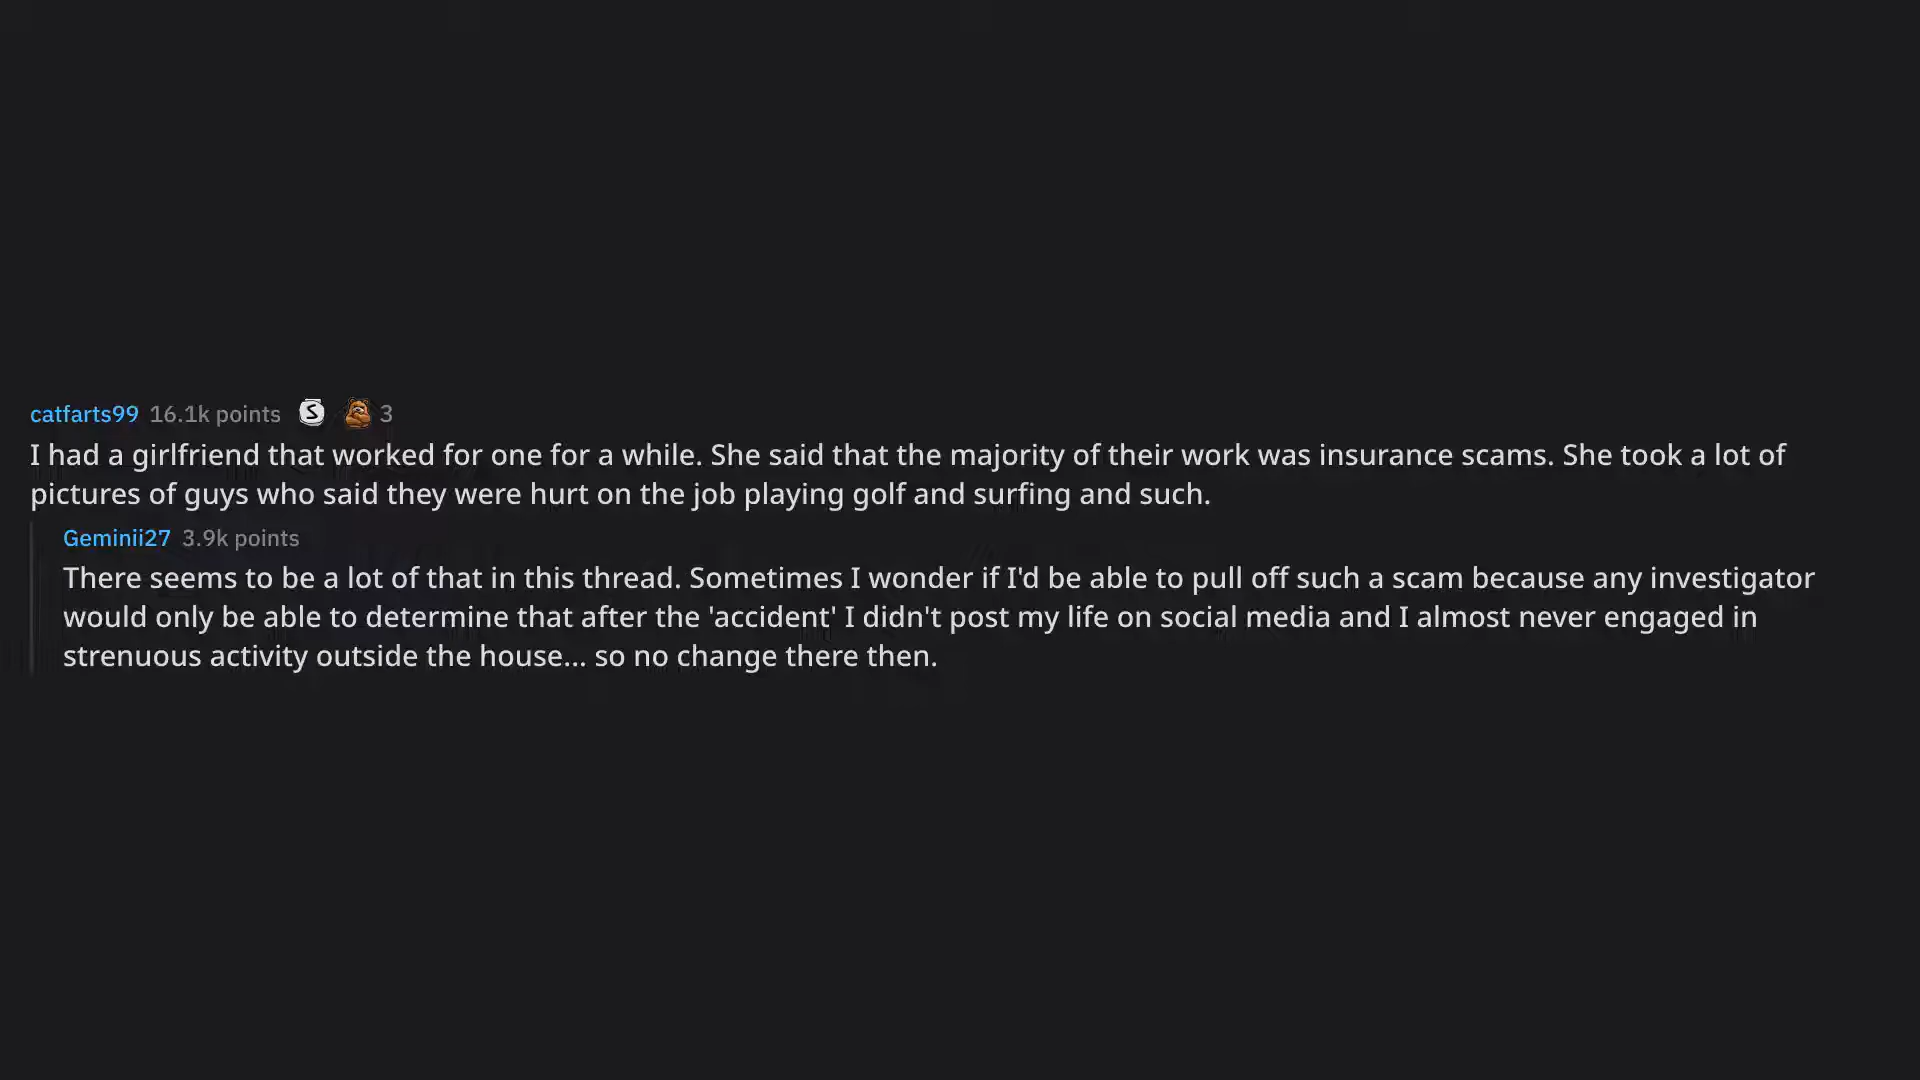 catfarts99 16.1k points S 3
I had a girlfriend that worked for one for a while. She said that the majority of their work was insurance scams. She took a lot of
pictures of guys who said they were hurt on the job playing golf and surfing and such.
Geminii27 3.9k points
There seems to be a lot of that in this thread. Sometimes I wonder if I'd be able to pull off such a scam because any investigator
would only be able to determine that after the 'accident' I didn't post my life on social media and I almost never engaged in
strenuous activity outside the house... so no change there then.